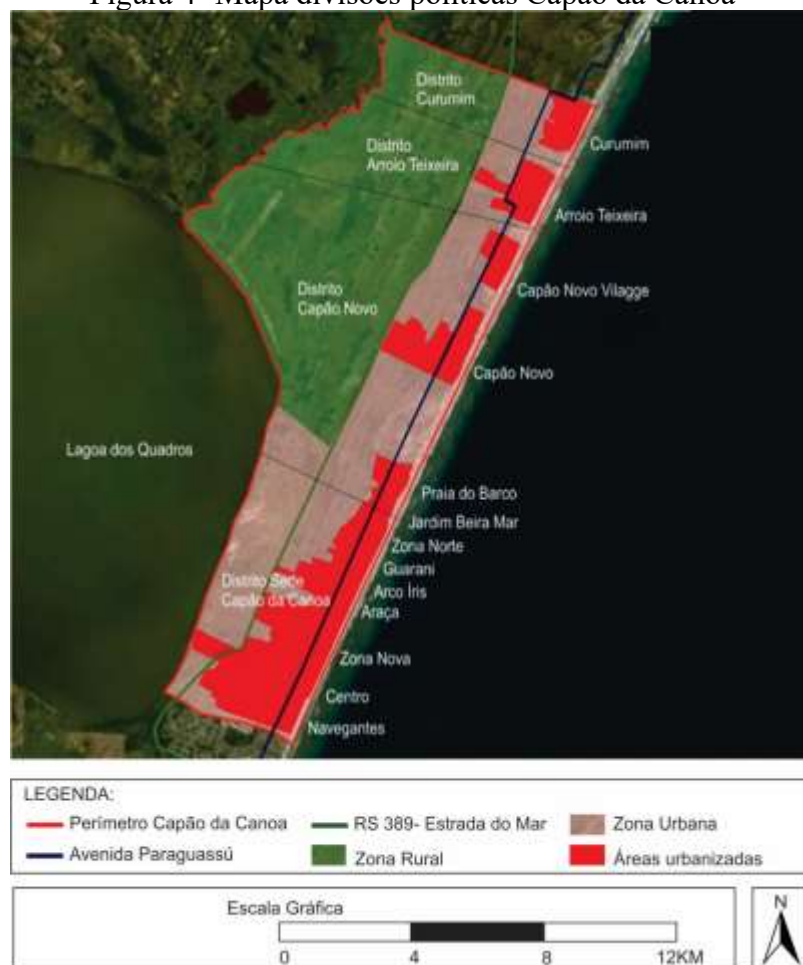 Figura 4- Mapa divisões políticas Capão da Canoa
Distrito
Curumim
Distrito
Arroio Teixeira
Distrito
Capão Novo
Lagoa dos Quadros
Distrito Sede
Capão da Canoa
Curumim
Arroio Teixeira
Capão Novo Vilagge
Capão Novo
Praia do Barco
Jardim Beira Mar
Zona Norte
Guarani
Arco Íris
Araçá
Zona Nova
Centro
Navegantes
LEGENDA:
Perímetro Capão da Canoa
RS 389- Estrada do Mar
Zona Urbana
Avenida Paraguassú
Zona Rural
Áreas urbanizadas
Escala Gráfica
0 4 8 12KM
N